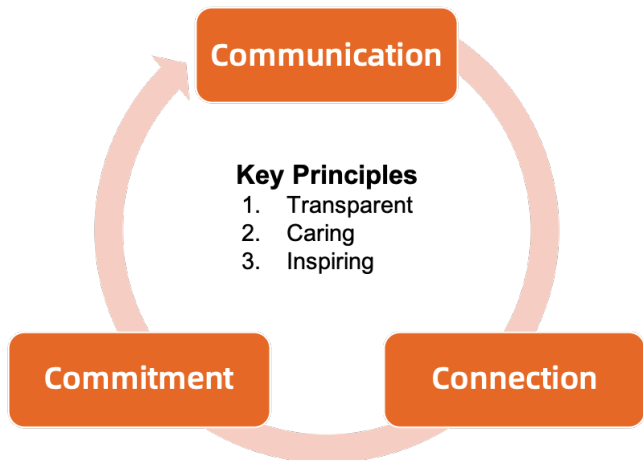 Communication
Key Principles
1. Transparent
2. Caring
3. Inspiring
Commitment
Connection